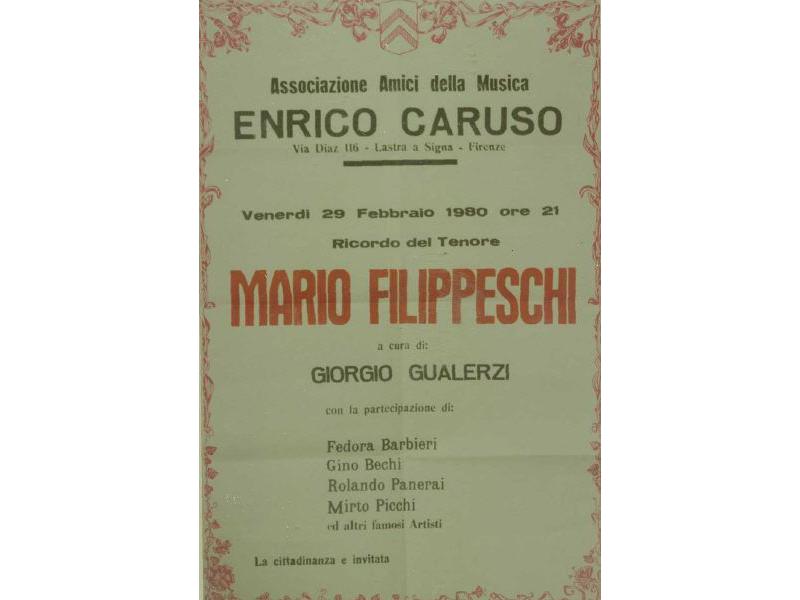 Associazione Amici della Musica
ENRICO CARUSO
Via Diaz 116 - Lastra a Signa - Firenze
Venerdì 29 Febbraio 1980 ore 21
Ricordo del Tenore
MARIO FILIPPESCHI
a cura di:
GIORGIO GUALERZI
con la partecipazione di:
Fedora Barbieri
Gino Bechi
Rolando Panerai
Mirto Picchi
ed altri famosi Artisti
La cittadinanza e invitata